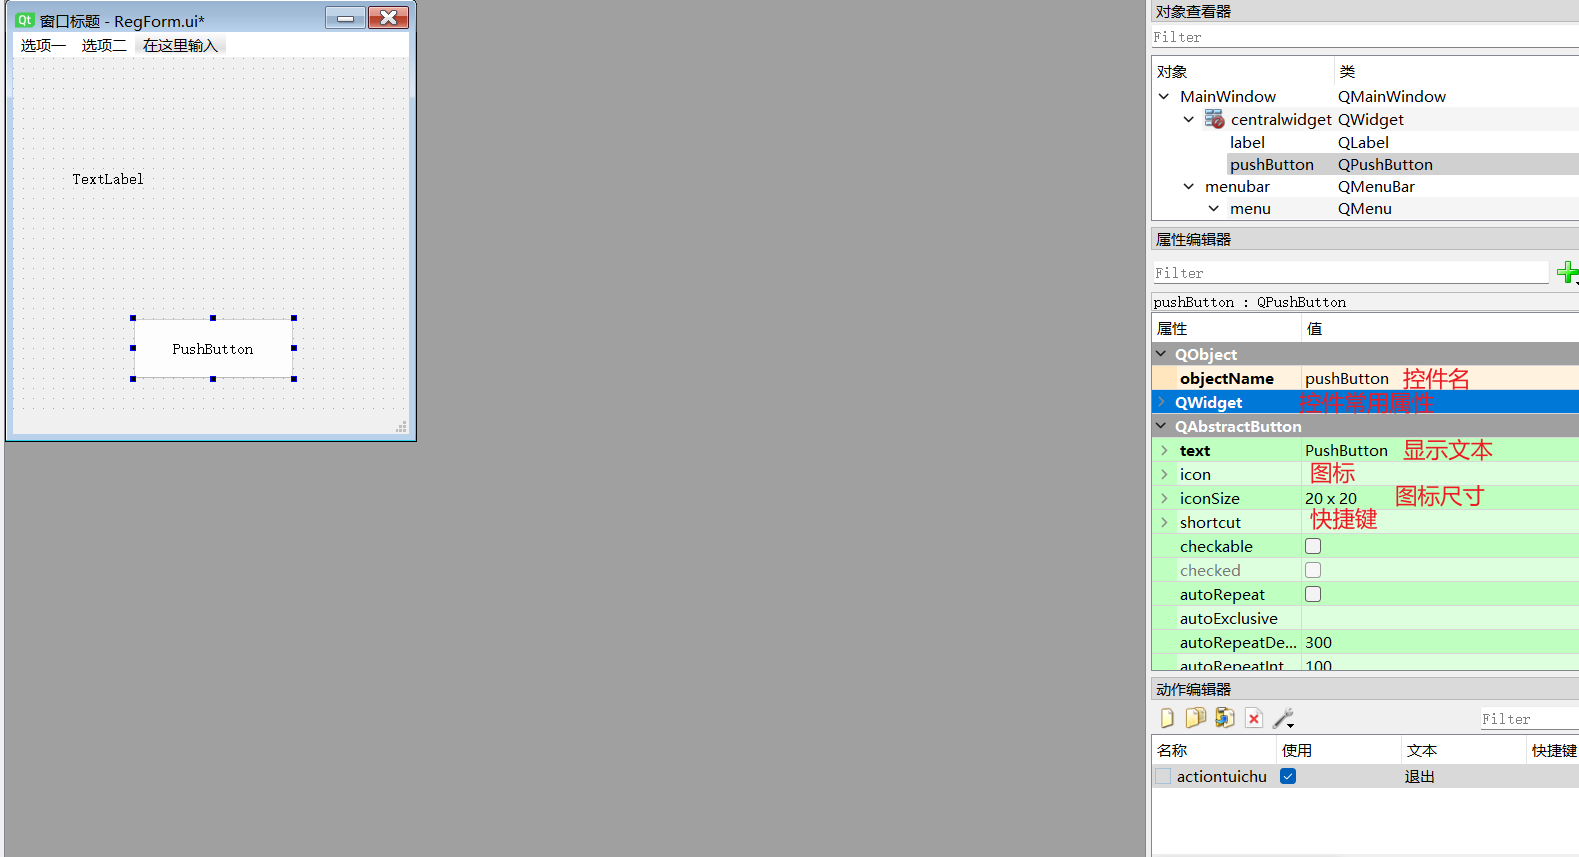 Qt 窗口标题 - RegForm.ui*
选项一 选项二 在这里输入
TextLabel
PushButton
对象查看器
Filter
对象 类
MainWindow QMainWindow
centralwidget QWidget
label QLabel
pushButton QPushButton
menubar QMenuBar
menu QMenu
属性编辑器
Filter
pushButton : QPushButton
属性 值
QObject
objectName pushButton 控件名
QWidget 控件常用属性
QAbstractButton
text PushButton 显示文本
icon 图标
iconSize 20 x 20 图标尺寸
shortcut 快捷键
checkable
checked
autoRepeat
autoExclusive
autoRepeatDe... 300
autoRepeatInt 100
动作编辑器
Filter
名称 使用 文本 快捷键
actiontuichu 退出